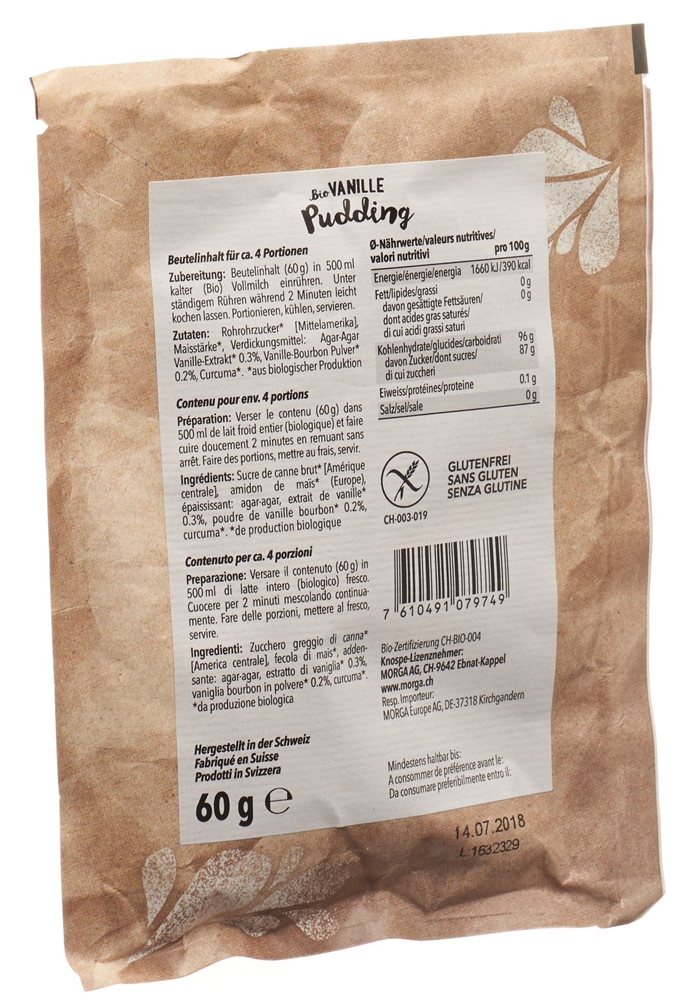 Bio VANILLE
Pudding
Beutelinhalt für ca. 4 Portionen
Zubereitung: Beutelinhalt (60 g) in 500 ml
kalter (Bio) Vollmilch einrühren. Unter
ständigem Rühren während 2 Minuten leicht
kochen lassen. Portionieren, kühlen, servieren.
Zutaten: Rohrohrzucker* [Mittelamerika],
Maisstärke*, Verdickungsmittel: Agar-Agar
Vanille-Extrakt* 0.3%, Vanille-Bourbon Pulver*
0.2%, Curcuma*. *aus biologischer Produktion
Contenu pour env. 4 portions
Préparation: Verser le contenu (60 g) dans
500 ml de lait froid entier (biologique) et faire
cuire doucement 2 minutes en remuant sans
arrêt. Faire des portions, mettre au frais, servir.
Ingrédients: Sucre de canne brut* [Amérique
centrale], amidon de maïs* (Europe),
épaississant: agar-agar, extrait de vanille*
0.3%, poudre de vanille bourbon* 0.2%,
curcuma*. *de production biologique
Contenuto per ca. 4 porzioni
Preparazione: Versare il contenuto (60 g) in
500 ml di latte intero (biologico) fresco.
Cuocere per 2 minuti mescolando continua-
mente. Fare delle porzioni, mettere al fresco,
servire.
Ingredienti: Zucchero greggio di canna*
[America centrale], fecola di mais*, adden-
sante: agar-agar, estratto di vaniglia* 0.3%,
vaniglia bourbon in polvere* 0.2%, curcuma*.
*da produzione biologica
Hergestellt in der Schweiz
Fabriqué en Suisse
Prodotti in Svizzera
60 g ℮
Ø-Nährwerte/valeurs nutritives/
valori nutritivi pro 100g
Energie/énergie/energia 1660 kJ/390 kcal
Fett/lipides/grassi 0 g
davon gesättigte Fettsäuren/ 0 g
dont acides gras saturés/
di cui acidi grassi saturi
Kohlenhydrate/glucides/carboidrati 96 g
davon Zucker/dont sucres/ 87 g
di cui zuccheri
Eiweiss/protéines/proteine 0.1 g
Salz/sel/sale 0 g
GLUTENFREI
SANS GLUTEN
SENZA GLUTINE
CH-003-019
7 610491 079749
Bio-Zertifizierung CH-BIO-004
Knospe-Lizenznehmer:
MORGA AG, CH-9642 Ebnat-Kappel
www.morga.ch
Resp. Importeur:
MORGA Europe AG, DE-37318 Kirchgandern
Mindestens haltbar bis:
A consommer de préférence avant le:
Da consumare preferibilmente entro il:
14.07.2018
L:1632329